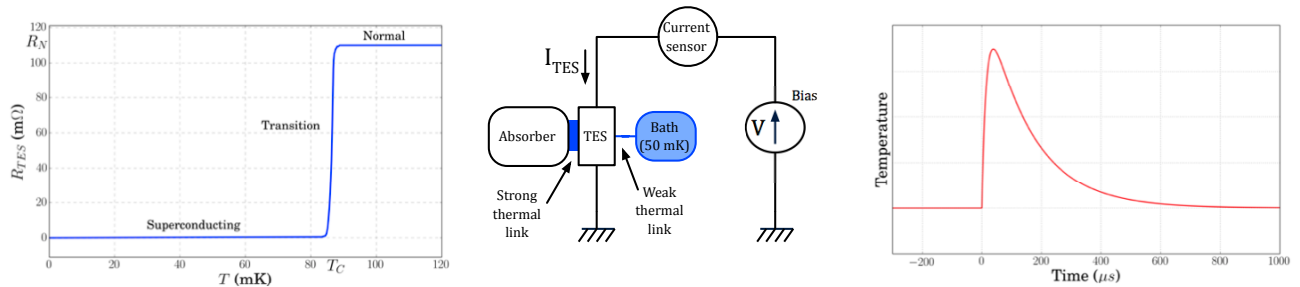 120
R_N
100
80
60
40
20
0
R_TES (mΩ)
Normal
Transition
Superconducting
0
20
40
60
80
T_C
100
120
T (mK)
Current
sensor
I_TES
Bias
V
Absorber
TES
Bath
(50 mK)
Strong
thermal
link
Weak
thermal
link
Temperature
−200
0
200
400
600
800
1000
Time (μs)